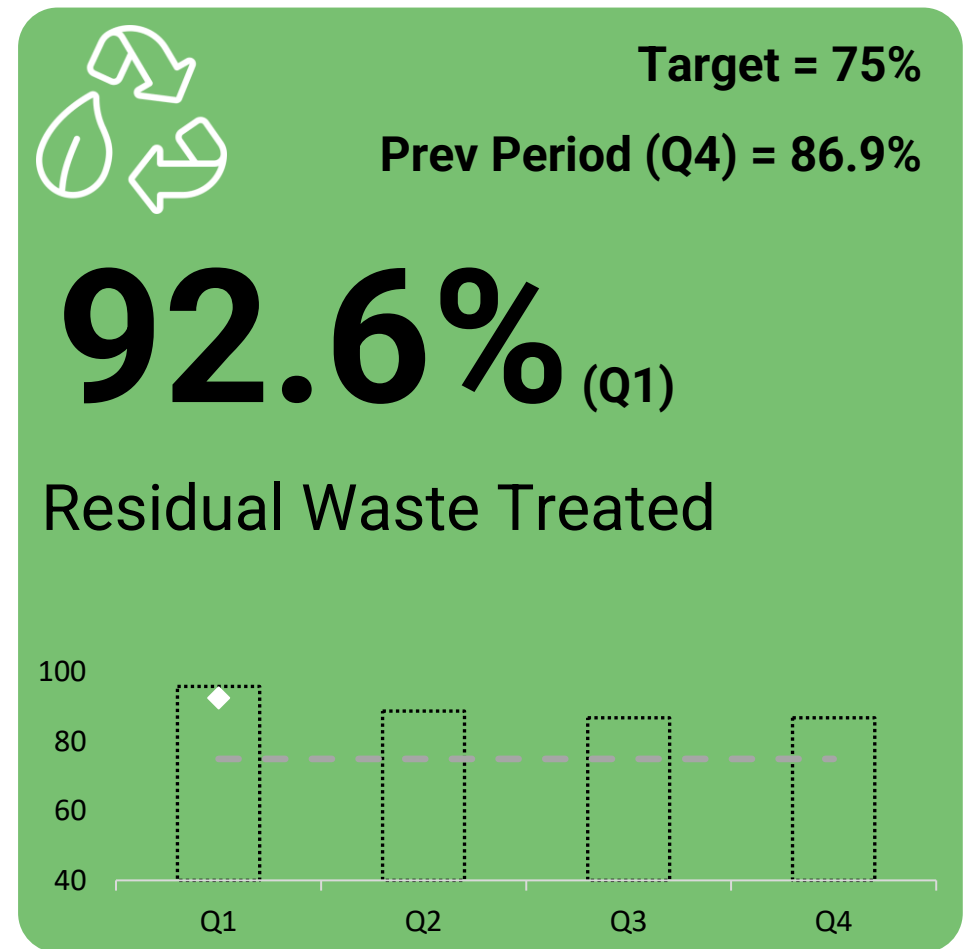 Target = 75%
Prev Period (Q4) = 86.9%
92.6% (Q1)
Residual Waste Treated
100
80
60
40
Q1 Q2 Q3 Q4